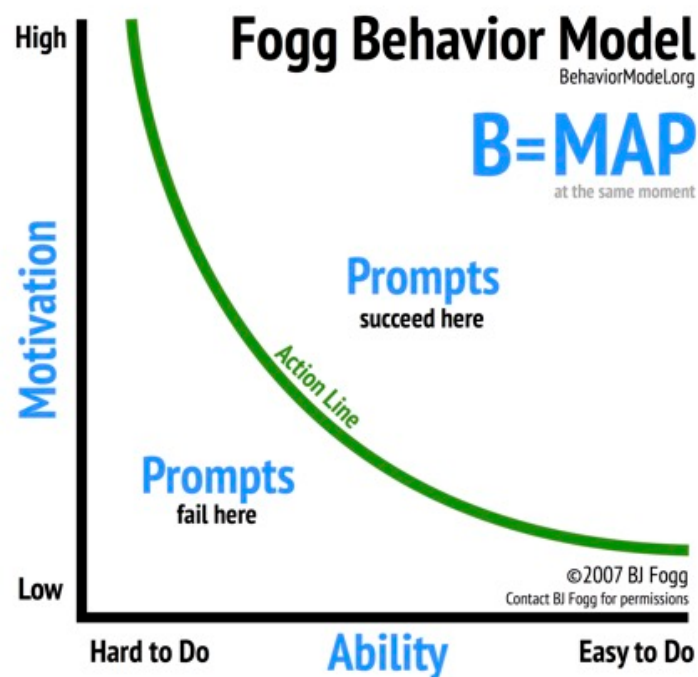 High
Fogg Behavior Model
BehaviorModel.org
B=MAP
at the same moment
Motivation
Prompts
succeed here
Action Line
Prompts
fail here
Low
©2007 BJ Fogg
Contact BJ Fogg for permissions
Hard to Do
Ability
Easy to Do